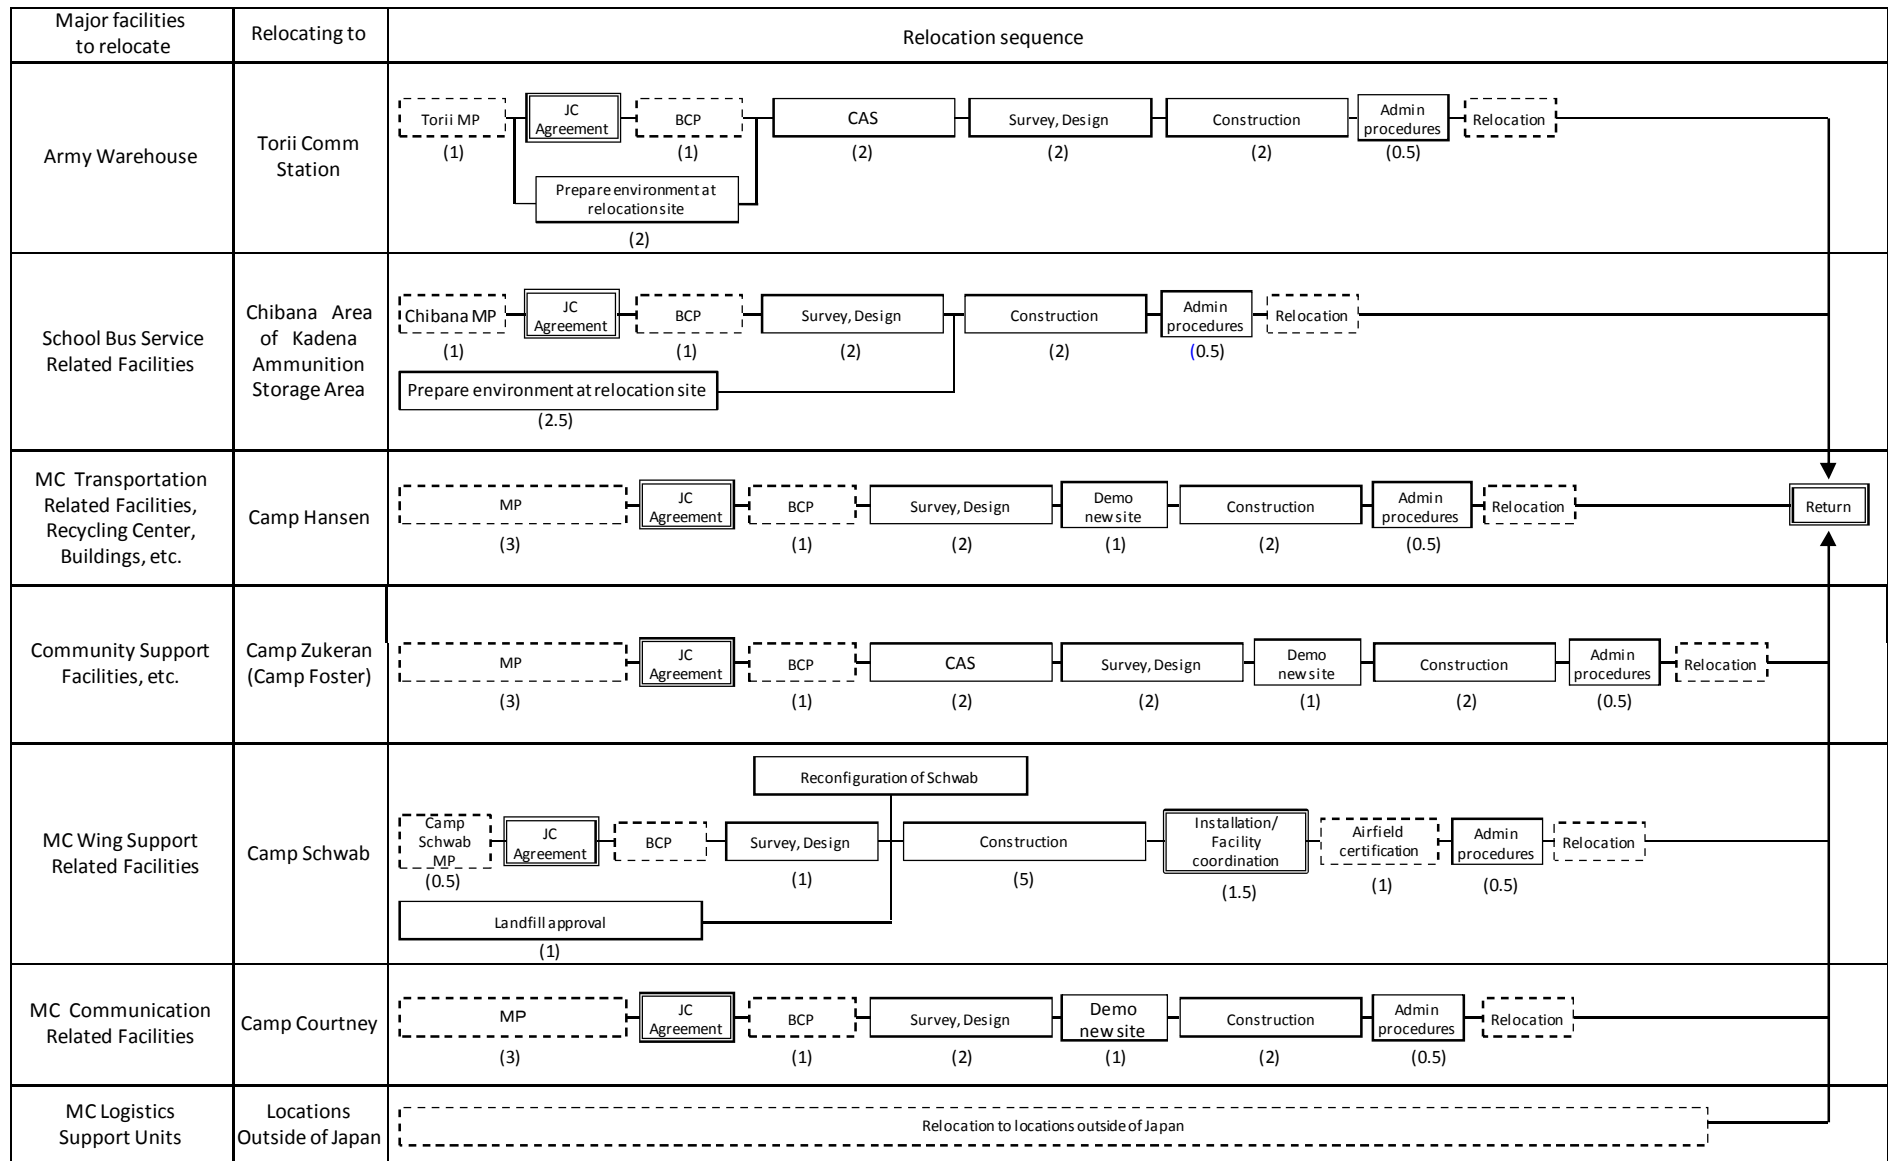 Major facilities
to relocate
Relocating to
Relocation sequence
Army Warehouse
Torii Comm
Station
Torii MP
(1)
JC
Agreement
BCP
(1)
CAS
(2)
Survey, Design
(2)
Construction
(2)
Admin
procedures
(0.5)
Relocation
Prepare environment at
relocation site
(2)
School Bus Service
Related Facilities
Chibana Area
of Kadena
Ammunition
Storage Area
Chibana MP
(1)
JC
Agreement
BCP
(1)
Survey, Design
(2)
Construction
(2)
Admin
procedures
(0.5)
Relocation
Prepare environment at relocation site
(2.5)
MC Transportation
Related Facilities,
Recycling Center,
Buildings, etc.
Camp Hansen
MP
(3)
JC
Agreement
BCP
(1)
Survey, Design
(2)
Demo
new site
(1)
Construction
(2)
Admin
procedures
(0.5)
Relocation
Return
Community Support
Facilities, etc.
Camp Zukeran
(Camp Foster)
MP
(3)
JC
Agreement
BCP
(1)
CAS
(2)
Survey, Design
(2)
Demo
new site
(1)
Construction
(2)
Admin
procedures
(0.5)
Relocation
MC Wing Support
Related Facilities
Camp Schwab
Reconfiguration of Schwab
Camp
Schwab
MP
(0.5)
JC
Agreement
BCP
Survey, Design
(1)
Construction
(5)
Installation/
Facility
coordination
(1.5)
Airfield
certification
(1)
Admin
procedures
(0.5)
Relocation
Landfill approval
(1)
MC Communication
Related Facilities
Camp Courtney
MP
(3)
JC
Agreement
BCP
(1)
Survey, Design
(2)
Demo
new site
(1)
Construction
(2)
Admin
procedures
(0.5)
Relocation
MC Logistics
Support Units
Locations
Outside of Japan
Relocation to locations outside of Japan